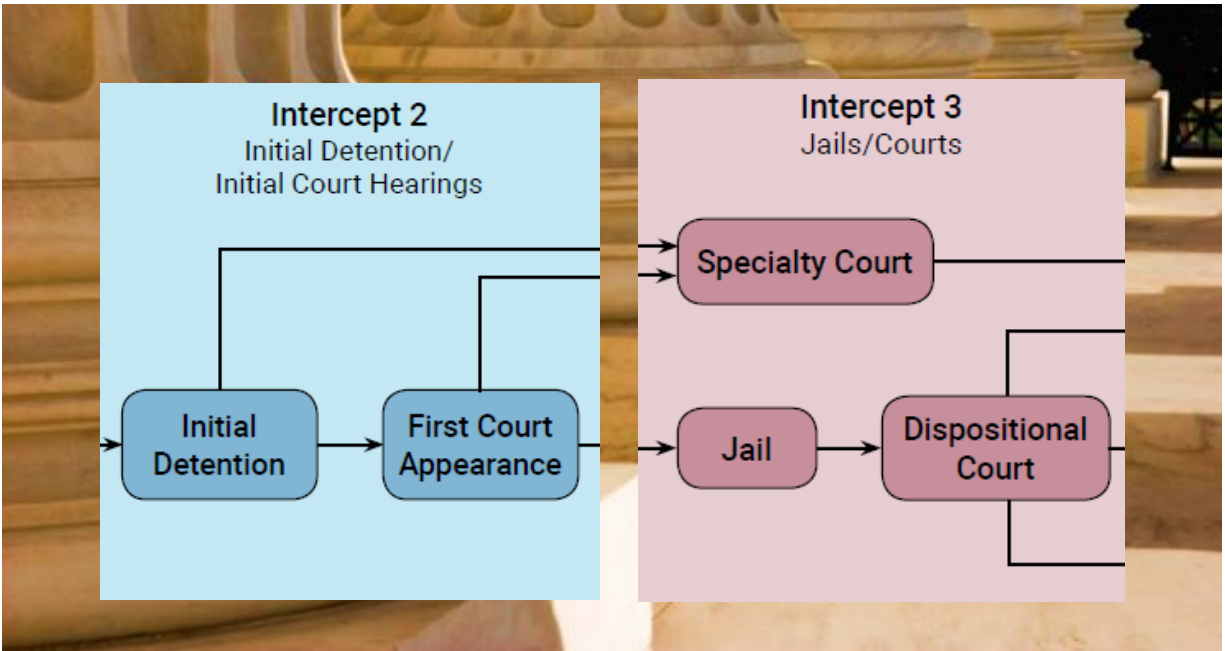 Intercept 2
Initial Detention/
Initial Court Hearings
Initial
Detention
First Court
Appearance
Intercept 3
Jails/Courts
Specialty Court
Jail
Dispositional
Court